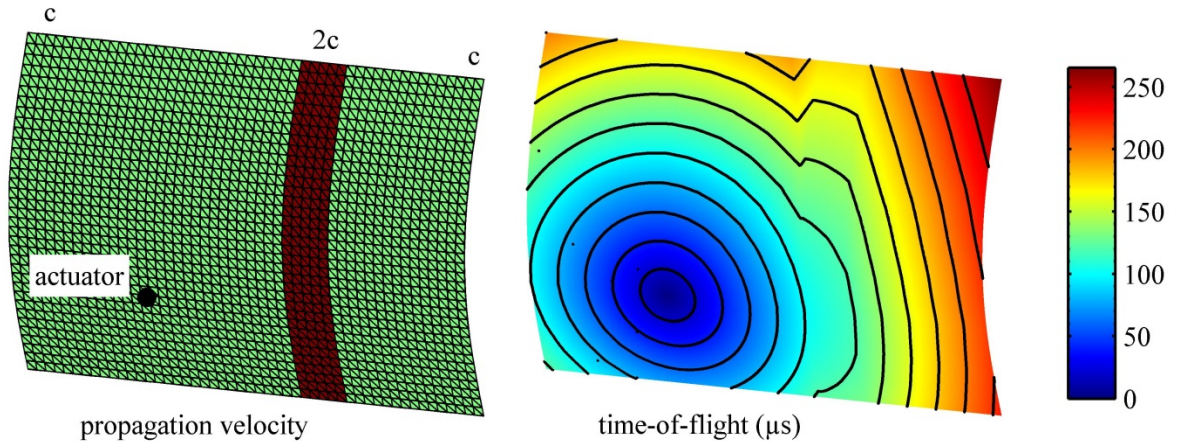 c
2c
c
actuator
propagation velocity
time-of-flight (µs)
250
200
150
100
50
0